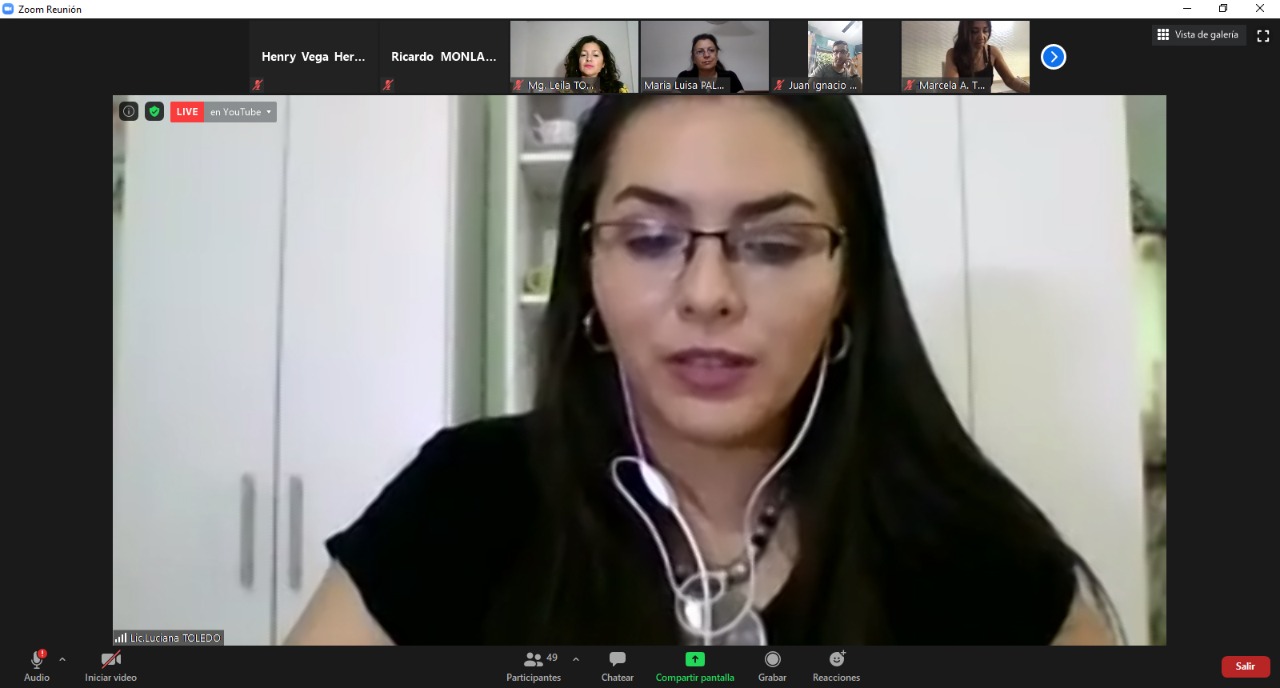 Zoom Reunión
Henry Vega Her...
Ricardo MONLA...
Mg. Leila TO...
Maria Luisa PAL...
Juan Ignacio ...
Marcela A. T...
Vista de galería
LIVE en YouTube
Lic.Luciana TOLEDO
Audio
Iniciar video
49
Participantes
Chatear
Compartir pantalla
Grabar
Reacciones
Salir